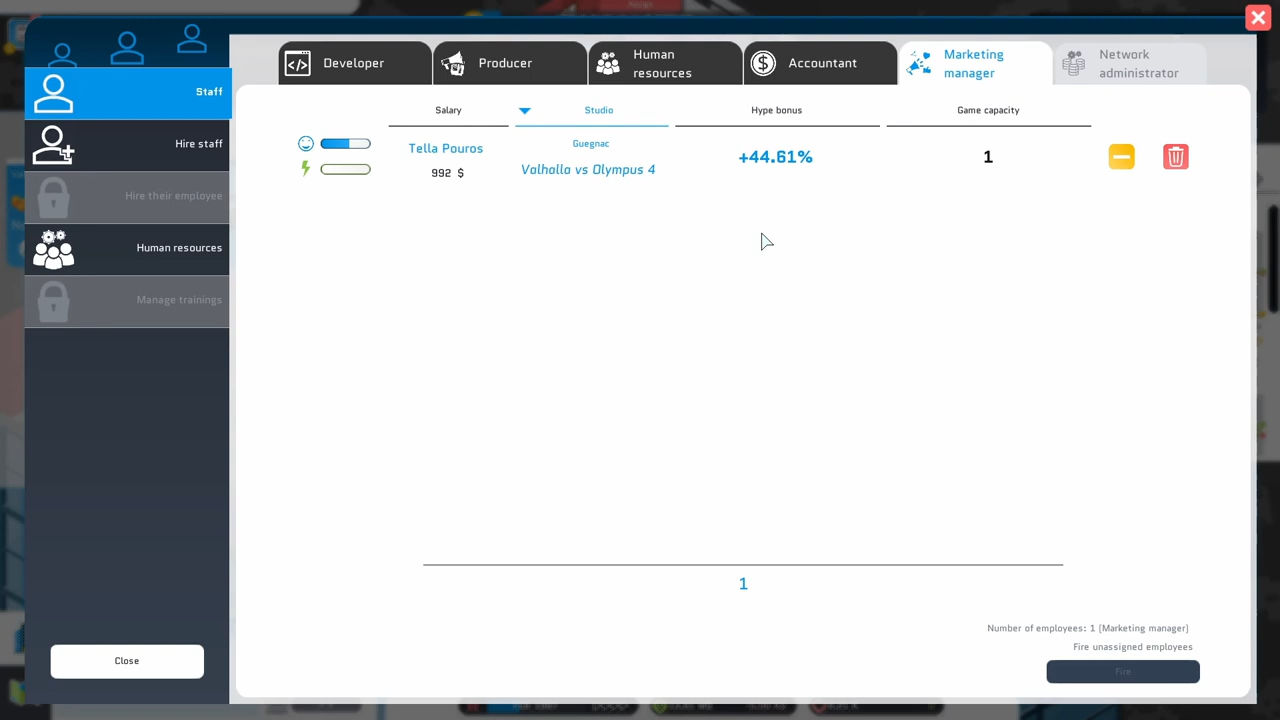 Staff
Hire staff
Hire their employee
Human resources
Manage trainings
Close
Developer
Producer
Human
resources
$
Accountant
Marketing
manager
Network
administrator
Salary
Studio
Hype bonus
Game capacity
Tella Pouros
992 $
Guegnac
Valhalla vs Olympus 4
+44.61%
1
1
Number of employees: 1 (Marketing manager)
Fire unassigned employees
Fire